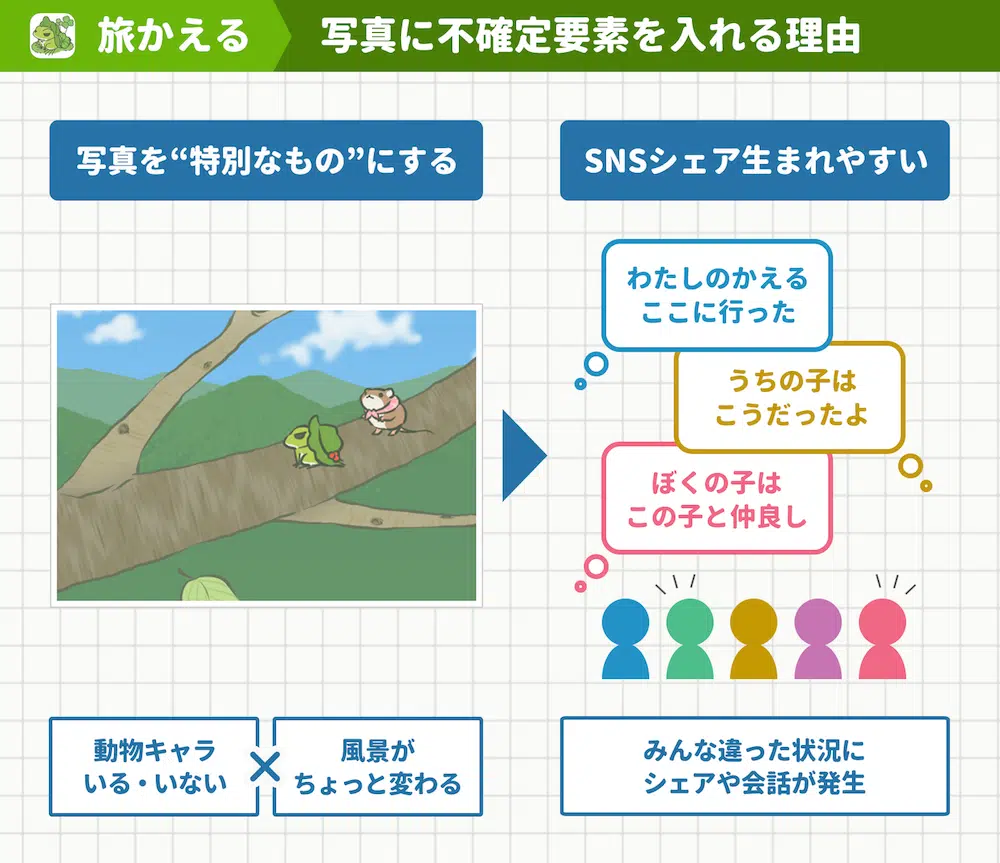 旅かえる
写真に不確定要素を入れる理由
写真を“特別なもの”にする
動物キャラ
いる・いない
×
風景が
ちょっと変わる
SNSシェア生まれやすい
わたしのかえる
ここに行った
うちの子は
こうだったよ
ぼくの子は
この子と仲良し
みんな違った状況に
シェアや会話が発生